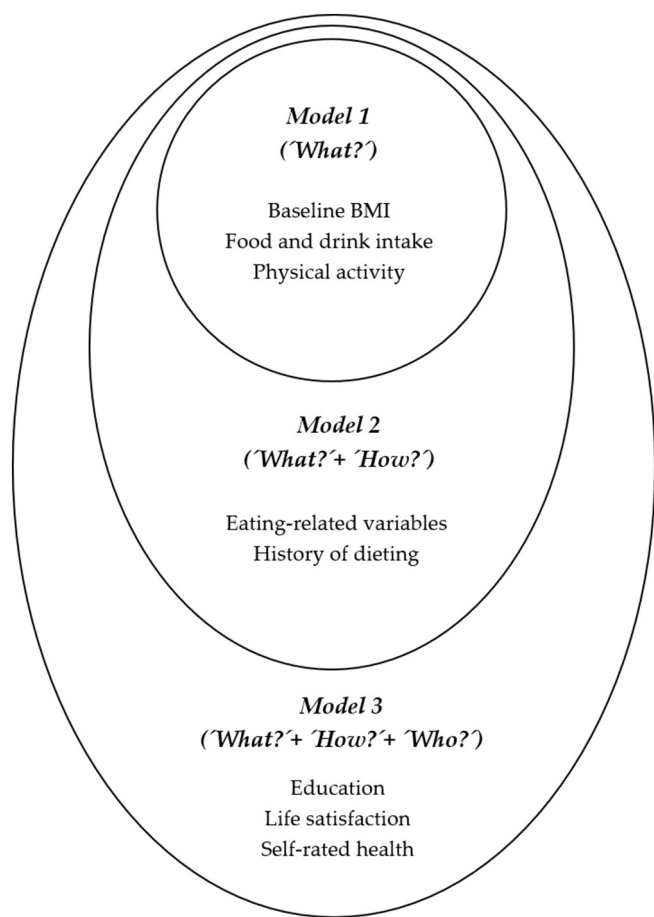 Model 1
(´What?´)
Baseline BMI
Food and drink intake
Physical activity
Model 2
(´What?´+ ´How?´)
Eating-related variables
History of dieting
Model 3
(´What?´+ ´How?´+ ´Who?´)
Education
Life satisfaction
Self-rated health